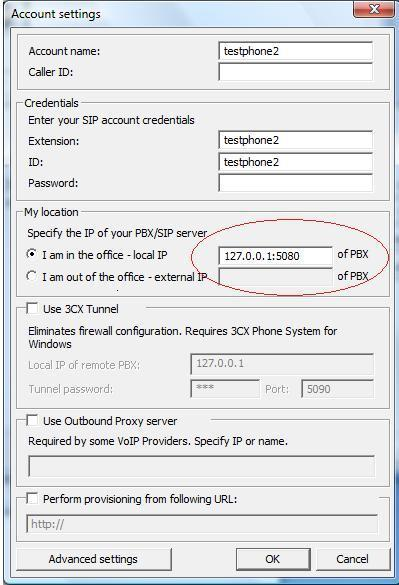 Account settings
Account name: testphone2
Caller ID:
Credentials
Enter your SIP account credentials
Extension: testphone2
ID: testphone2
Password:
My location
Specify the IP of your PBX/SIP server
I am in the office - local IP 127.0.0.1:5080 of PBX
I am out of the office - external IP of PBX
Use 3CX Tunnel
Eliminates firewall configuration. Requires 3CX Phone System for
Windows
Local IP of remote PBX: 127.0.0.1
Tunnel password: *** Port: 5090
Use Outbound Proxy server
Required by some VoIP Providers. Specify IP or name.
Perform provisioning from following URL:
http://
Advanced settings OK Cancel